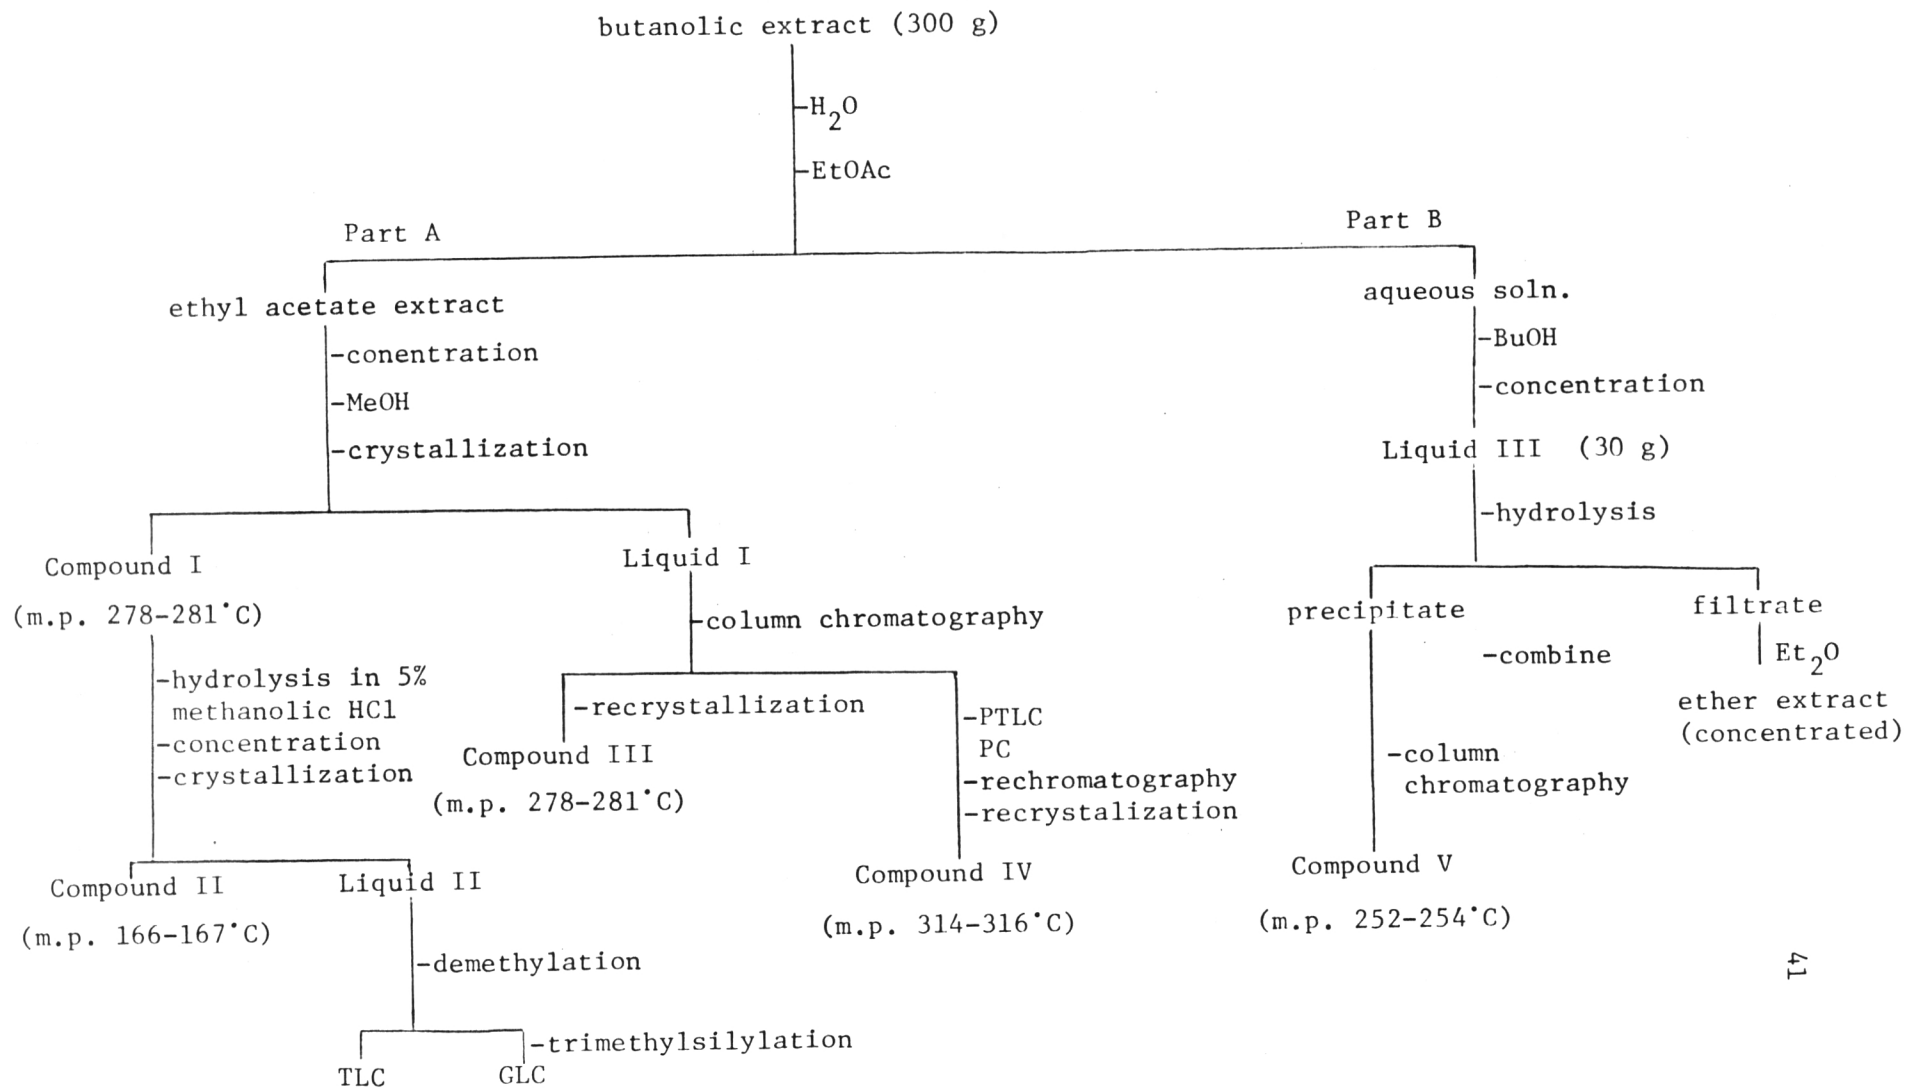 butanolic extract (300 g)
-H2O
-EtOAc
Part A
Part B
ethyl acetate extract
-conentration
-MeOH
-crystallization
aqueous soln.
-BuOH
-concentration
Liquid III (30 g)
-hydrolysis
Compound I
(m.p. 278-281°C)
Liquid I
-column chromatography
precipitate
filtrate
-combine
Et2O
ether extract
(concentrated)
-hydrolysis in 5%
methanolic HCl
-concentration
-crystallization
-recrystallization
Compound III
(m.p. 278-281°C)
-PTLC
PC
-rechromatography
-recrystalization
-column
chromatography
Compound II
(m.p. 166-167°C)
Liquid II
Compound IV
(m.p. 314-316°C)
Compound V
(m.p. 252-254°C)
-demethylation
-trimethylsilylation
TLC
GLC
41